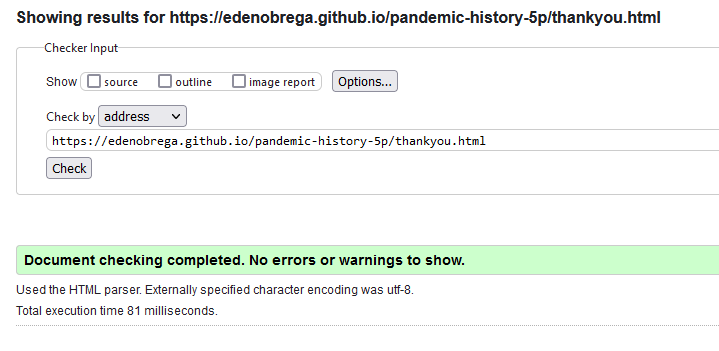 Showing results for https://edenobrega.github.io/pandemic-history-5p/thankyou.html
Checker Input
Show source outline image report Options...
Check by address
https://edenobrega.github.io/pandemic-history-5p/thankyou.html
Check
Document checking completed. No errors or warnings to show.
Used the HTML parser. Externally specified character encoding was utf-8.
Total execution time 81 milliseconds.